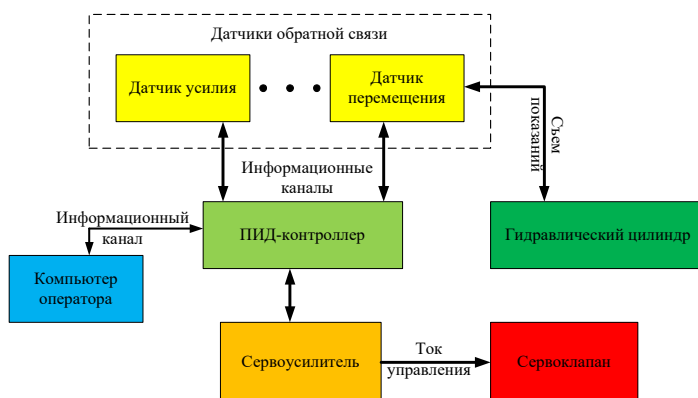 Датчики обратной связи
Датчик усилия
Датчик
перемещения
Съем
показаний
Информационные
каналы
Информационный
канал
ПИД-контроллер
Гидравлический цилиндр
Компьютер
оператора
Сервоусилитель
Ток
управления
Сервоклапан